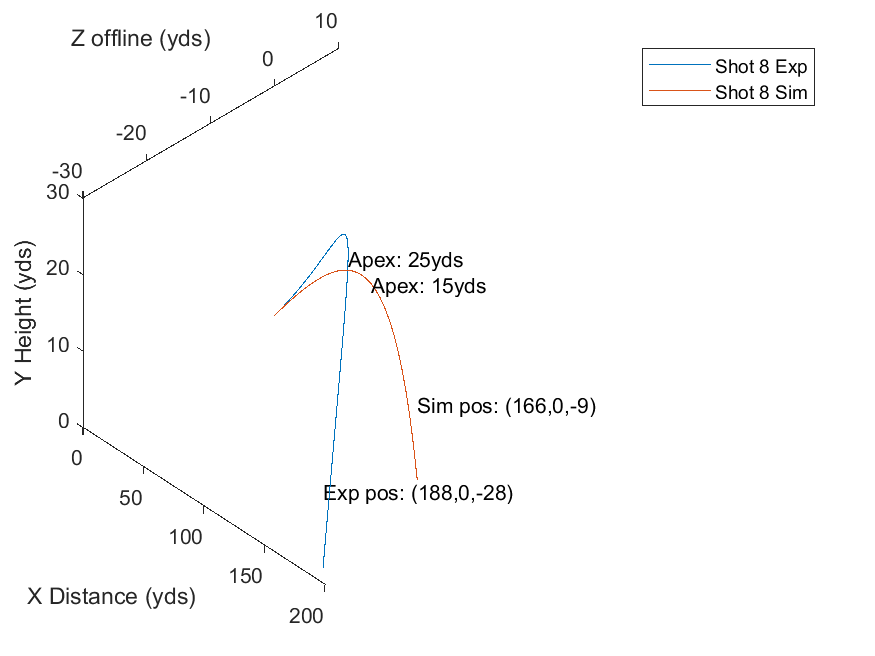 Z offline (yds)
10
0
-10
-20
-30
Shot 8 Exp
Shot 8 Sim
30
20
10
0
Y Height (yds)
Apex: 25yds
Apex: 15yds
Sim pos: (166,0,-9)
Exp pos: (188,0,-28)
0
50
100
150
200
X Distance (yds)